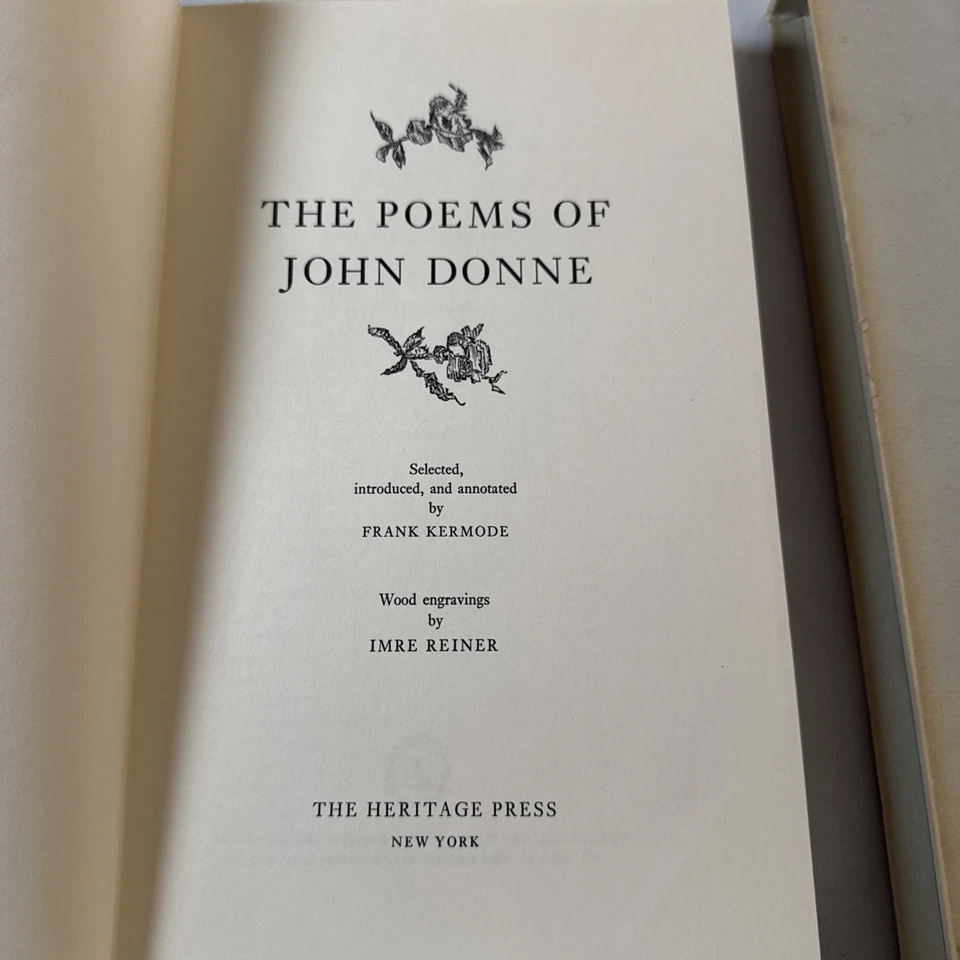 THE POEMS OF
JOHN DONNE
Selected,
introduced, and annotated
by
FRANK KERMODE
Wood engravings
by
IMRE REINER
THE HERITAGE PRESS
NEW YORK